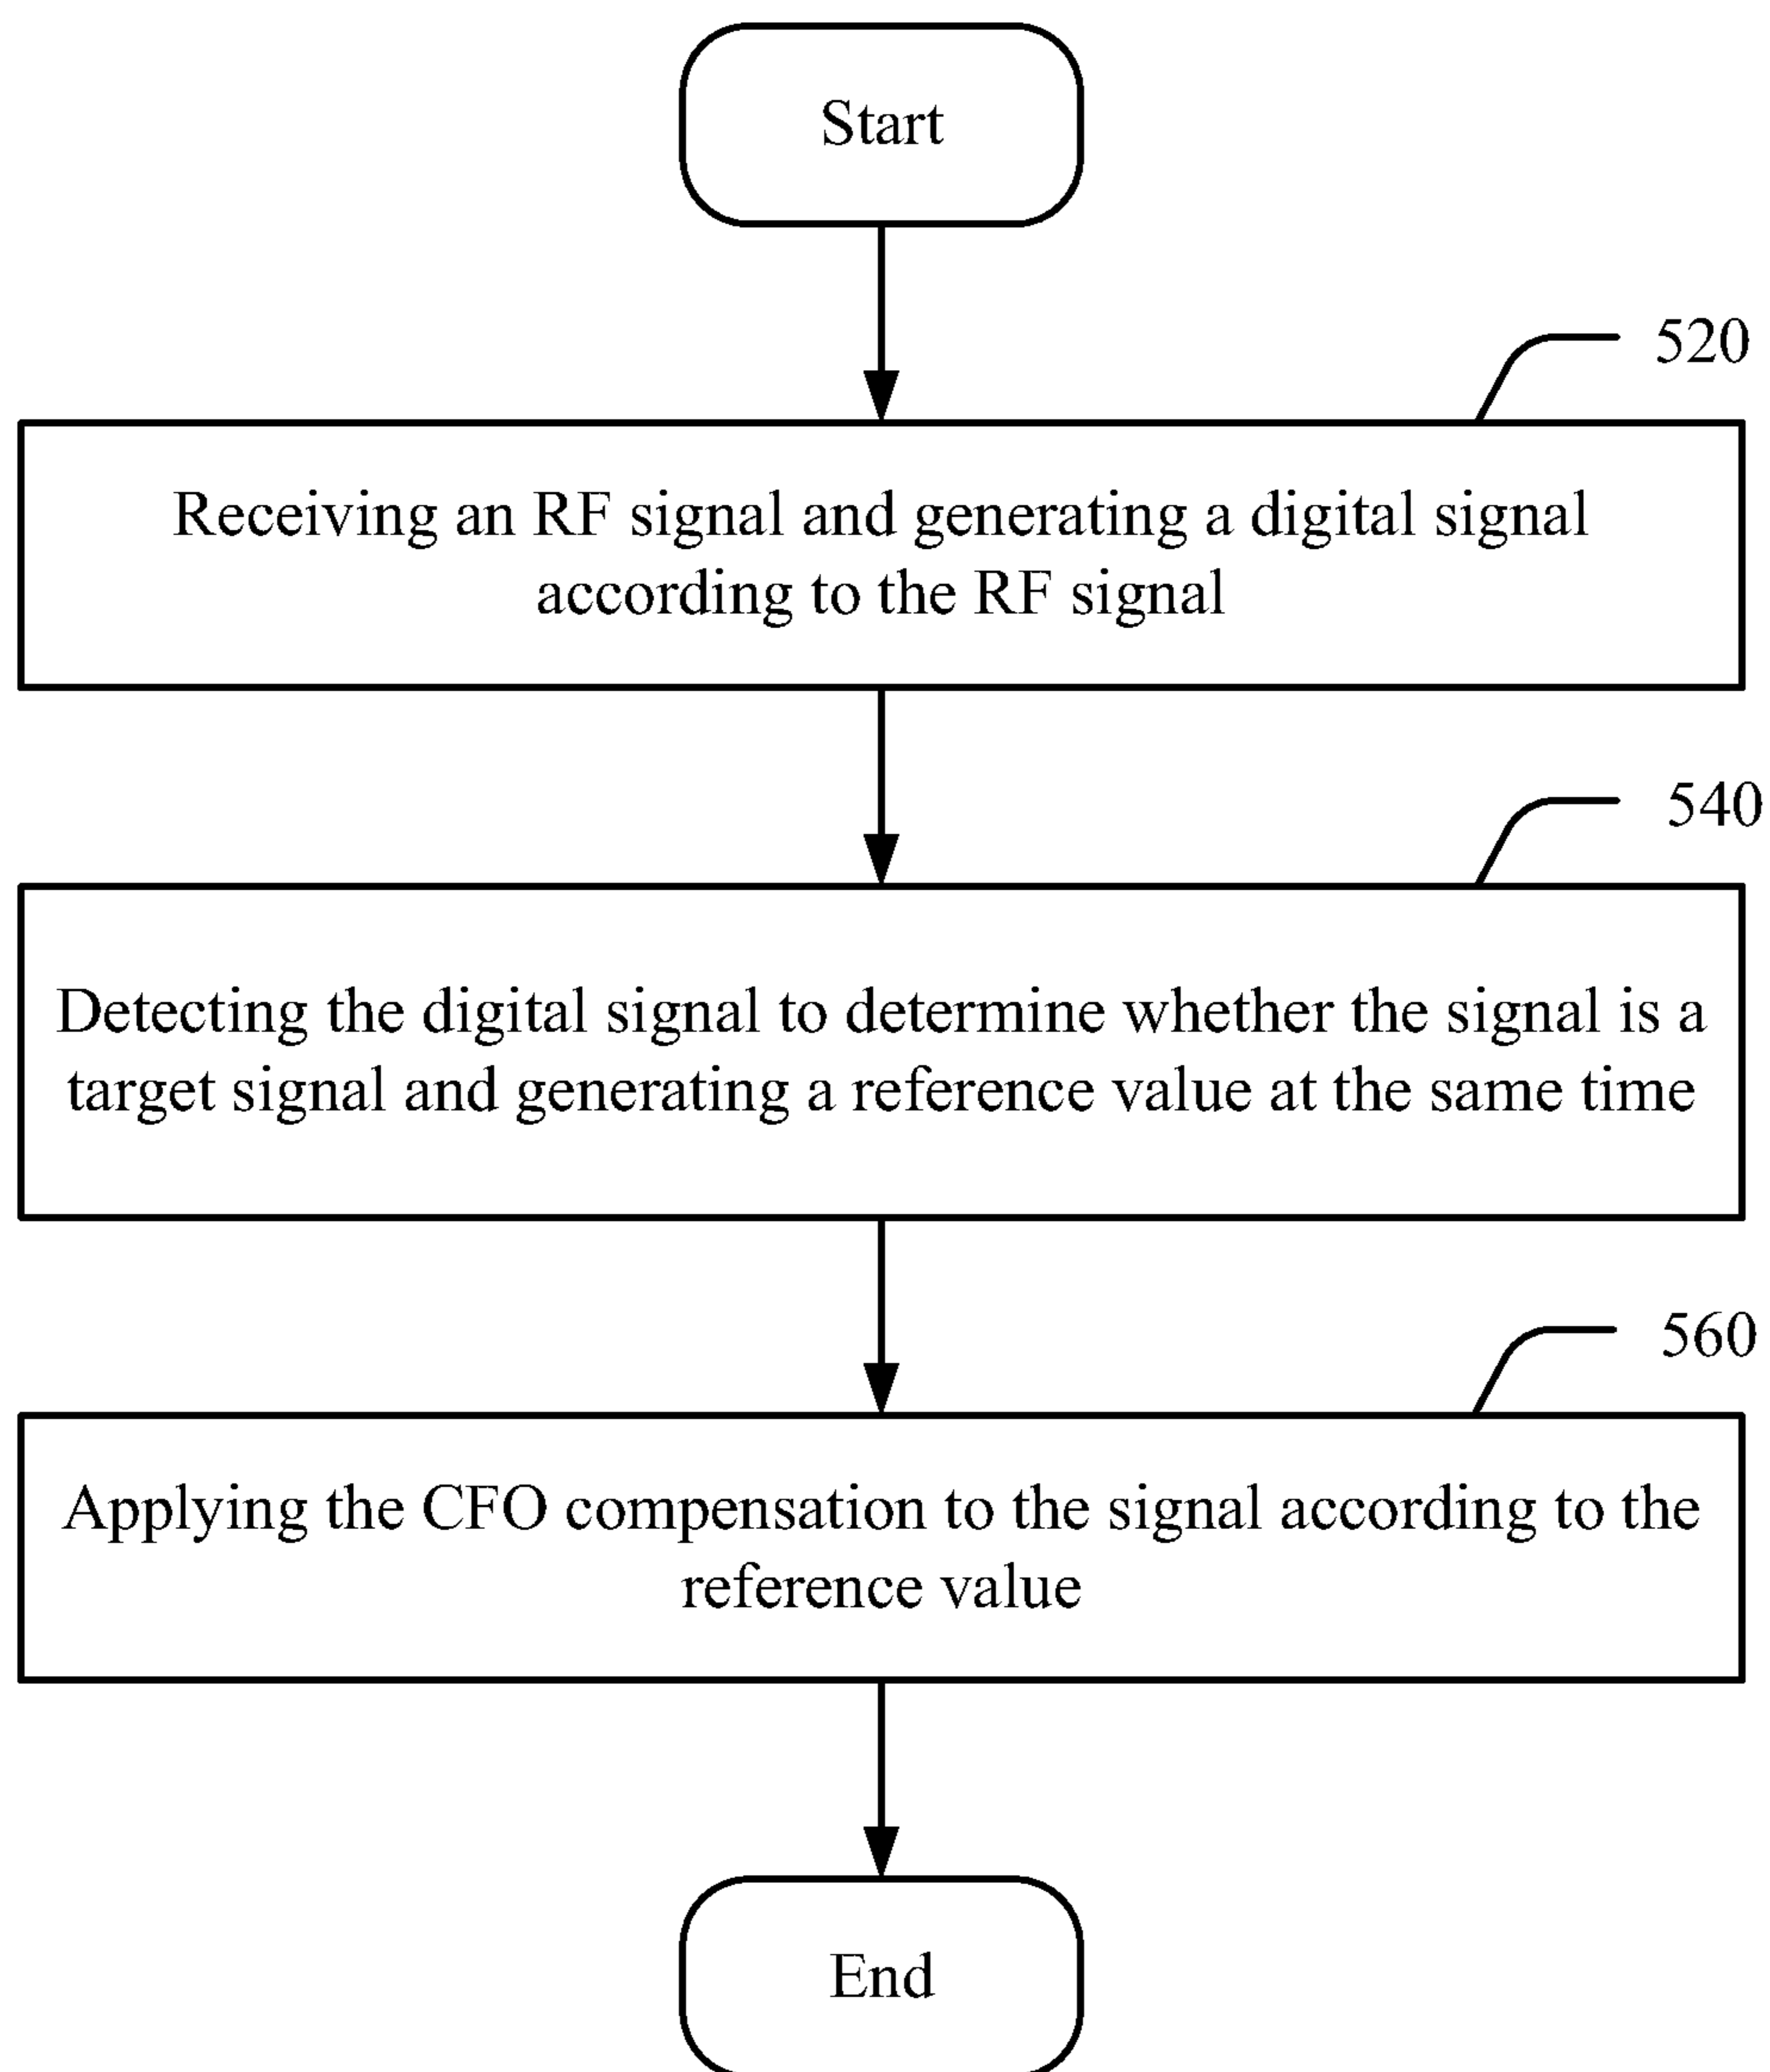 Start
520
Receiving an RF signal and generating a digital signal
according to the RF signal
540
Detecting the digital signal to determine whether the signal is a
target signal and generating a reference value at the same time
560
Applying the CFO compensation to the signal according to the
reference value
End